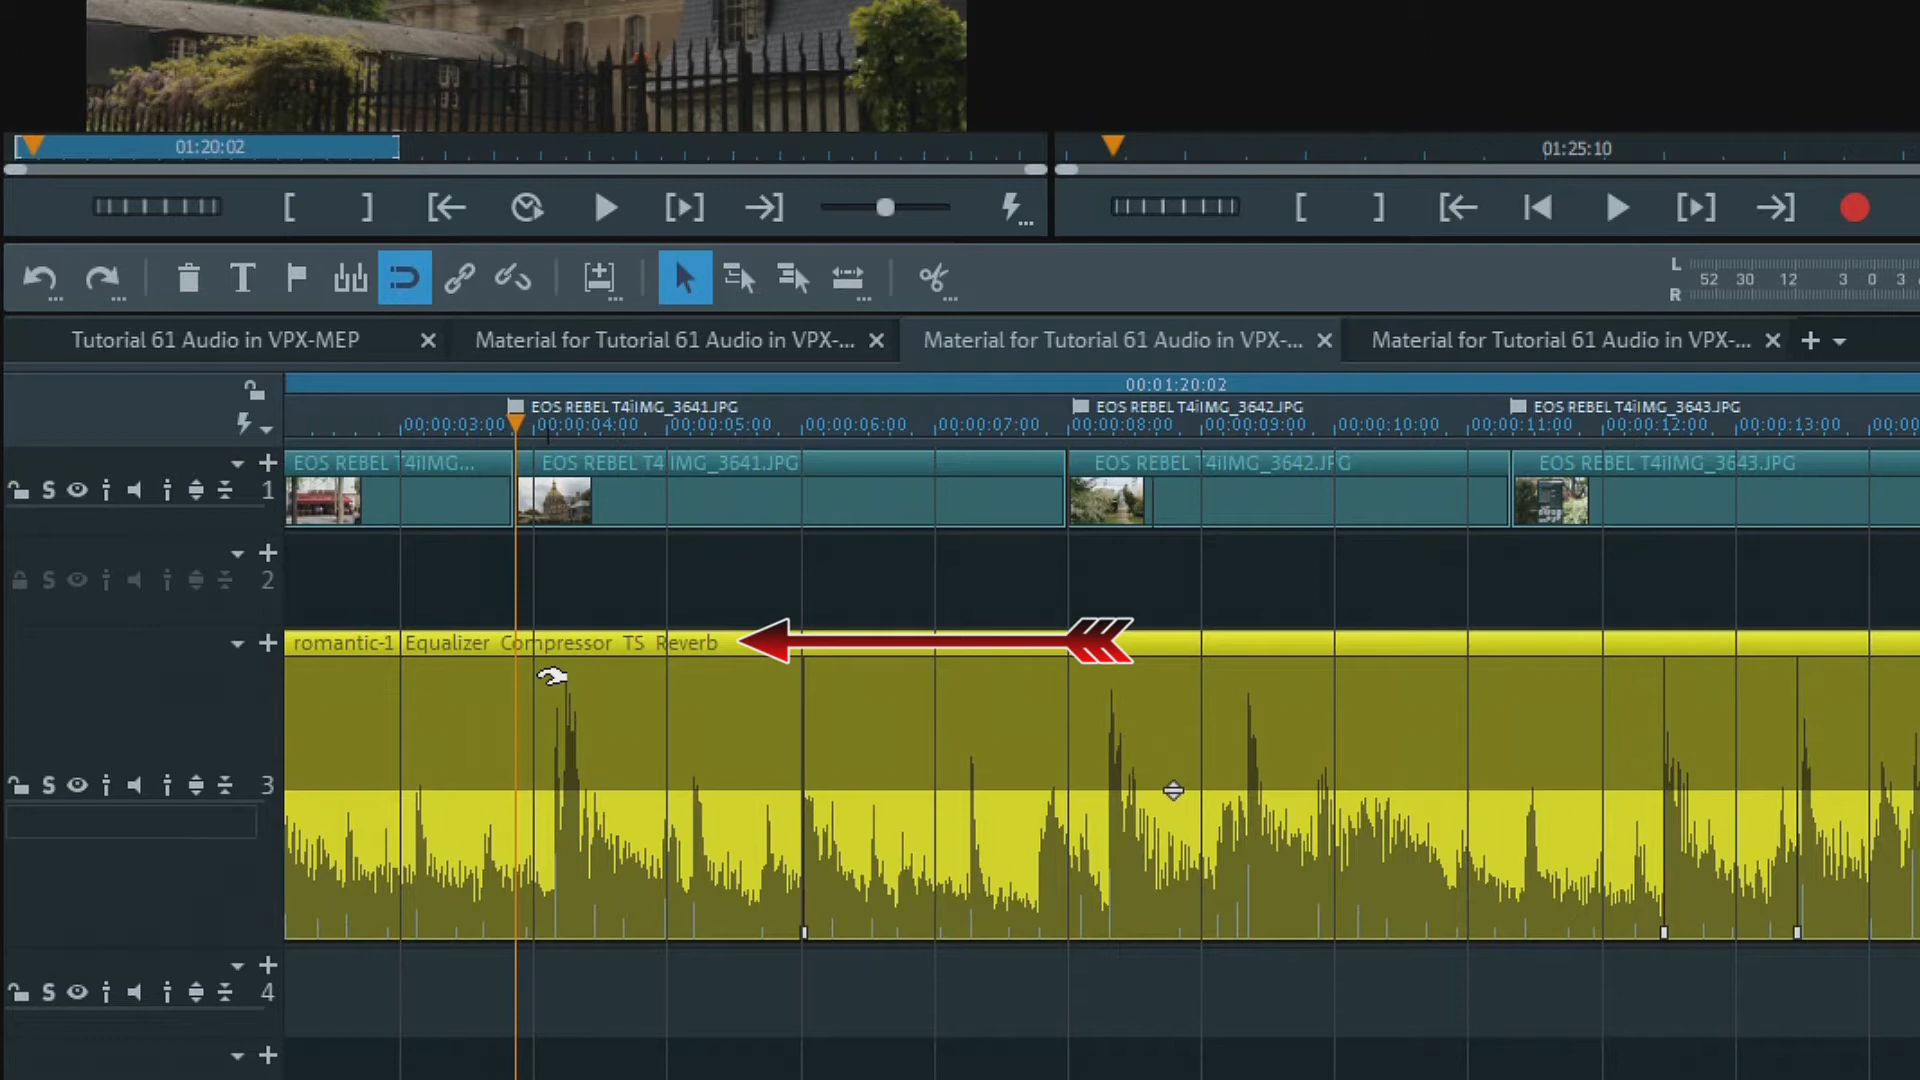 01:20:02
01:25:10
L
52 30 12 3 0 3
R
Tutorial 61 Audio in VPX-MEP
Material for Tutorial 61 Audio in VPX-...
Material for Tutorial 61 Audio in VPX-...
Material for Tutorial 61 Audio in VPX-...
00:01:20:02
EOS REBEL T4iIMG_3641.JPG
EOS REBEL T4iIMG_3642.JPG
EOS REBEL T4iIMG_3643.JPG
00:00:03:00 00:00:04:00 00:00:05:00 00:00:06:00 00:00:07:00 00:00:08:00 00:00:09:00 00:00:10:00 00:00:11:00 00:00:12:00 00:00:13:00
EOS REBEL T4iIMG...
EOS REBEL T4 IMG_3641.JPG
EOS REBEL T4iIMG_3642.JPG
EOS REBEL T4iIMG_3643.JPG
S 1
S 2
romantic-1 Equalizer Compressor TS Reverb
S 3
S 4